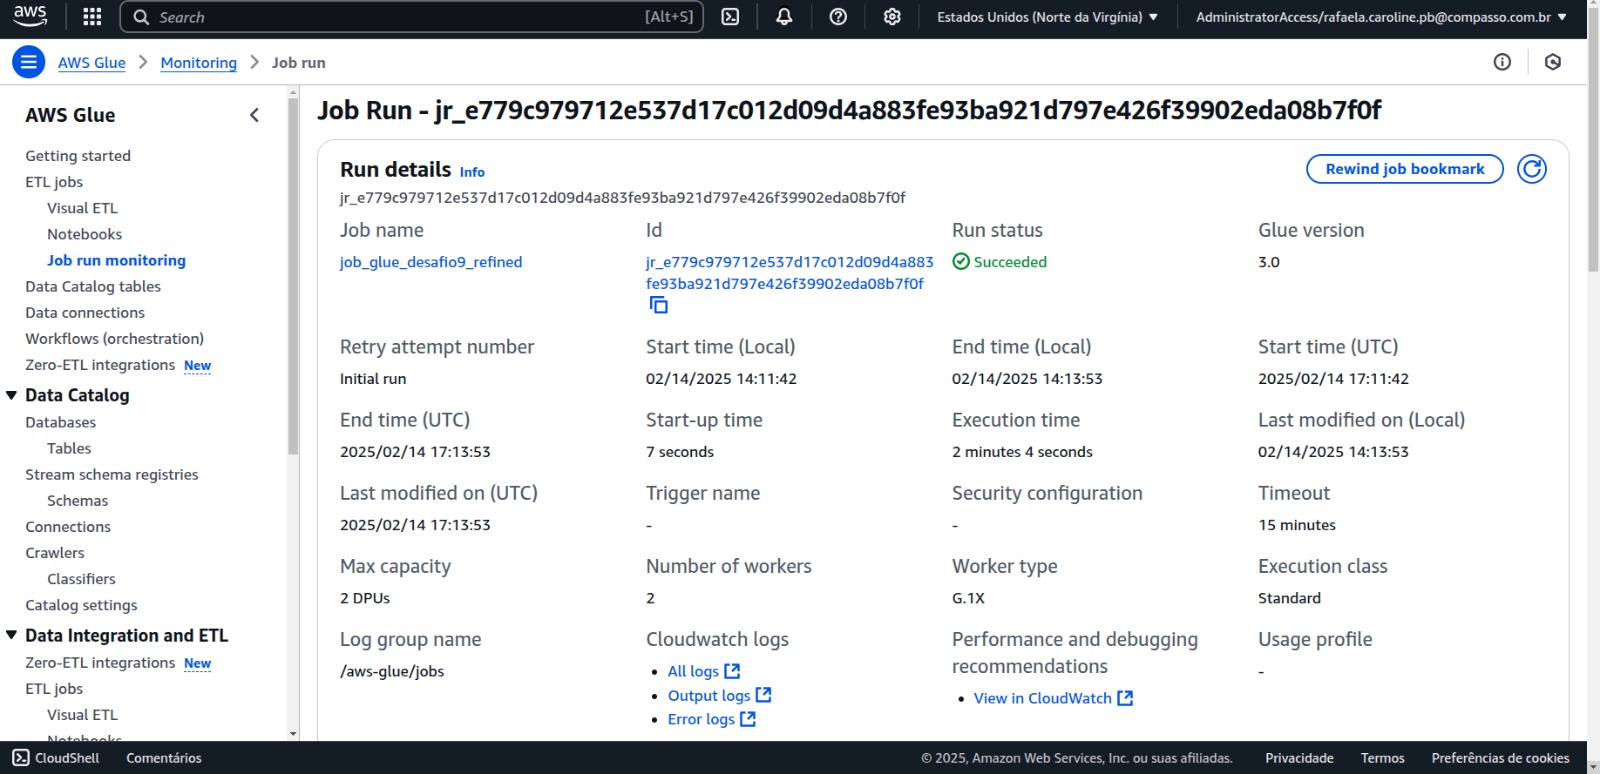 aws
Search
[Alt+S]
Estados Unidos (Norte da Virgínia)
AdministratorAccess/rafaela.caroline.pb@compasso.com.br
AWS Glue
Monitoring
Job run
AWS Glue
Getting started
ETL jobs
Visual ETL
Notebooks
Job run monitoring
Data Catalog tables
Data connections
Workflows (orchestration)
Zero-ETL integrations New
Data Catalog
Databases
Tables
Stream schema registries
Schemas
Connections
Crawlers
Classifiers
Catalog settings
Data Integration and ETL
Zero-ETL integrations New
ETL jobs
Visual ETL
Notebooks
Job Run - jr_e779c979712e537d17c012d09d4a883fe93ba921d797e426f39902eda08b7f0f
Run details Info
Rewind job bookmark
jr_e779c979712e537d17c012d09d4a883fe93ba921d797e426f39902eda08b7f0f
Job name
job_glue_desafio9_refined
Id
jr_e779c979712e537d17c012d09d4a883
fe93ba921d797e426f39902eda08b7f0f
Run status
Succeeded
Glue version
3.0
Retry attempt number
Initial run
Start time (Local)
02/14/2025 14:11:42
End time (Local)
02/14/2025 14:13:53
Start time (UTC)
2025/02/14 17:11:42
End time (UTC)
2025/02/14 17:13:53
Start-up time
7 seconds
Execution time
2 minutes 4 seconds
Last modified on (Local)
02/14/2025 14:13:53
Last modified on (UTC)
2025/02/14 17:13:53
Trigger name
-
Security configuration
-
Timeout
15 minutes
Max capacity
2 DPUs
Number of workers
2
Worker type
G.1X
Execution class
Standard
Log group name
/aws-glue/jobs
Cloudwatch logs
• All logs
• Output logs
• Error logs
Performance and debugging
recommendations
• View in CloudWatch
Usage profile
-
CloudShell
Comentários
© 2025, Amazon Web Services, Inc. ou suas afiliadas.
Privacidade
Termos
Preferências de cookies